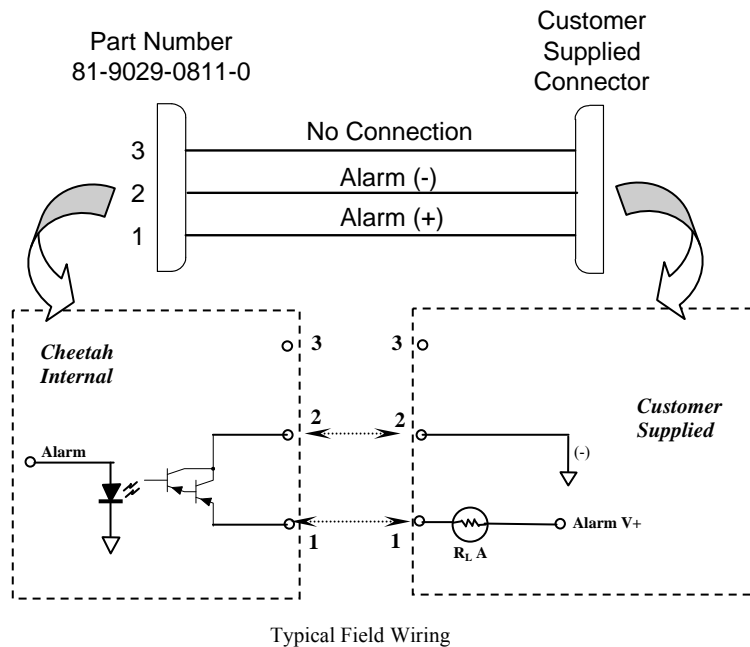 Part Number
81-9029-0811-0
Customer
Supplied
Connector
3
No Connection
2
Alarm (-)
1
Alarm (+)
Cheetah
Internal
3
3
2
2
Customer
Supplied
Alarm
(-)
1
1
Alarm V+
RL A
Typical Field Wiring